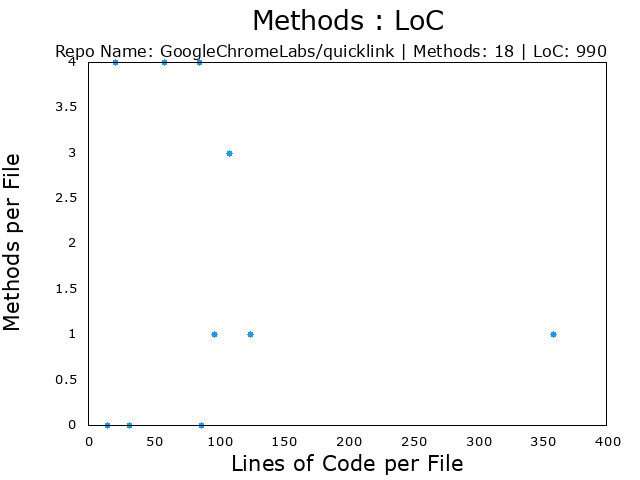 Methods : LoC
Repo Name: GoogleChromeLabs/quicklink | Methods: 18 | LoC: 990
4
3.5
3
2.5
2
1.5
1
0.5
0
Methods per File
0 50 100 150 200 250 300 350 400
Lines of Code per File